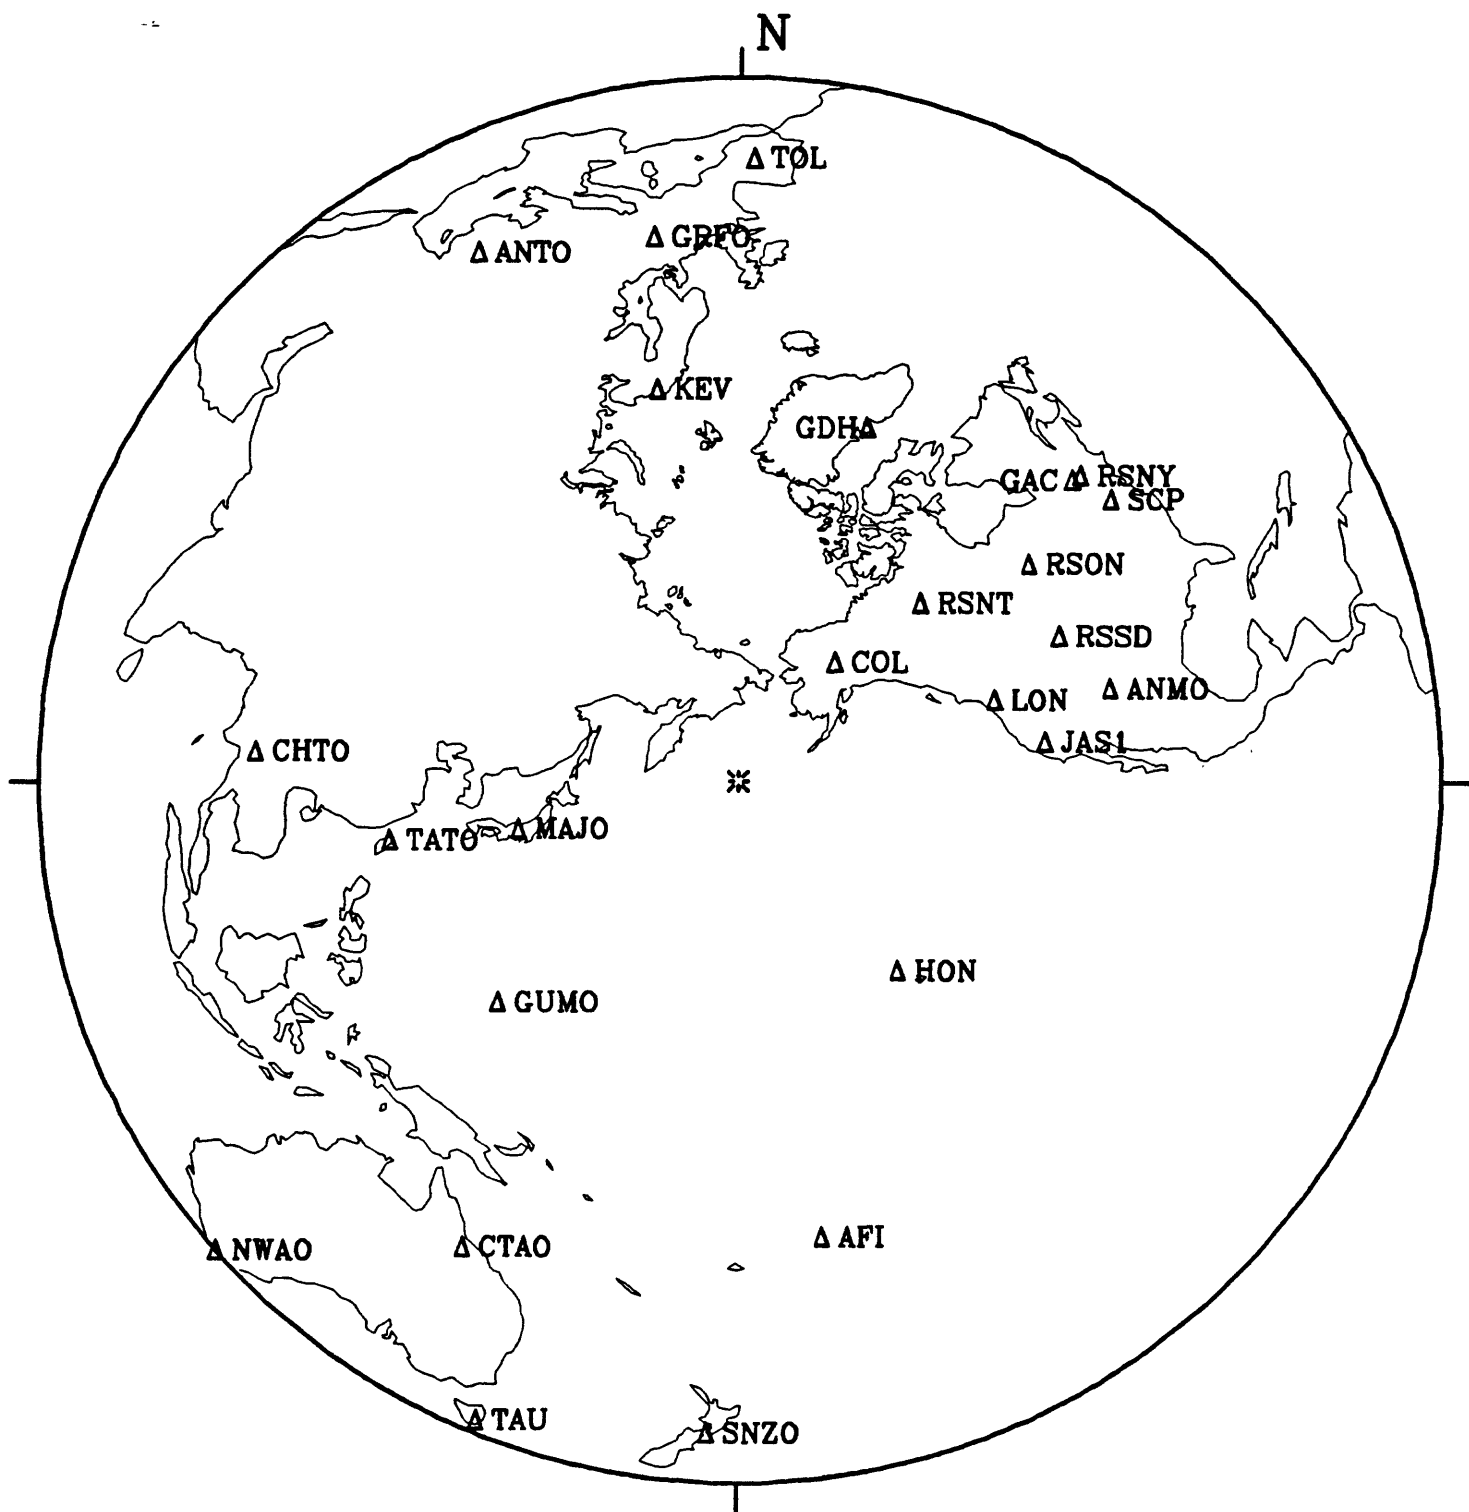 N
TOL
GRFO
ANTO
KEV
GDH
GAC
RSNY
SCP
RSON
RSNT
RSSD
COL
ANMO
LON
JAS1
CHTO
MAJO
TATO
HON
GUMO
AFI
NWAO
CTAO
TAU
SNZO